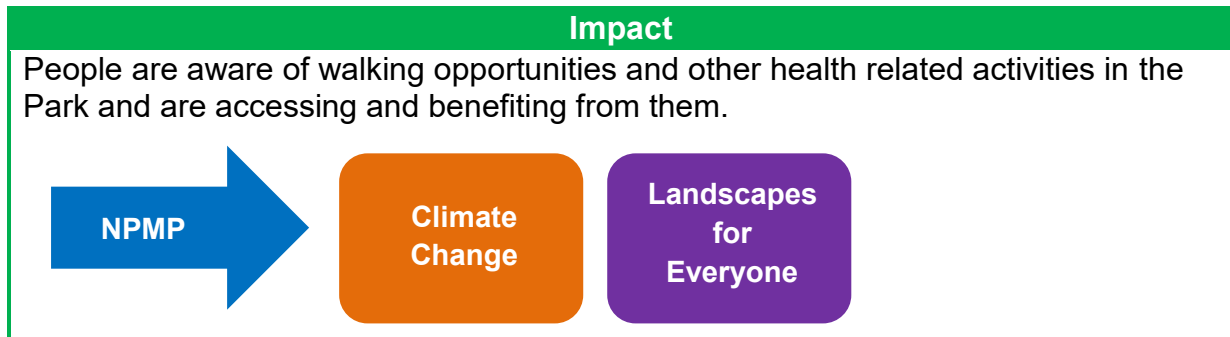 Impact
People are aware of walking opportunities and other health related activities in the
Park and are accessing and benefiting from them.
NPMP
Climate
Change
Landscapes
for
Everyone